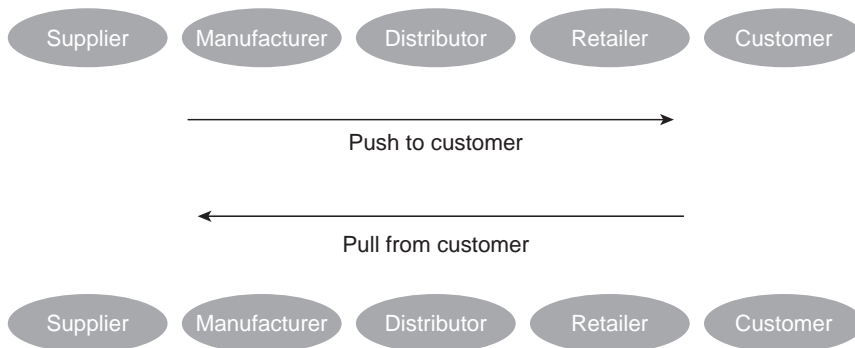 Supplier Manufacturer Distributor Retailer Customer
Push to customer
Pull from customer
Supplier Manufacturer Distributor Retailer Customer